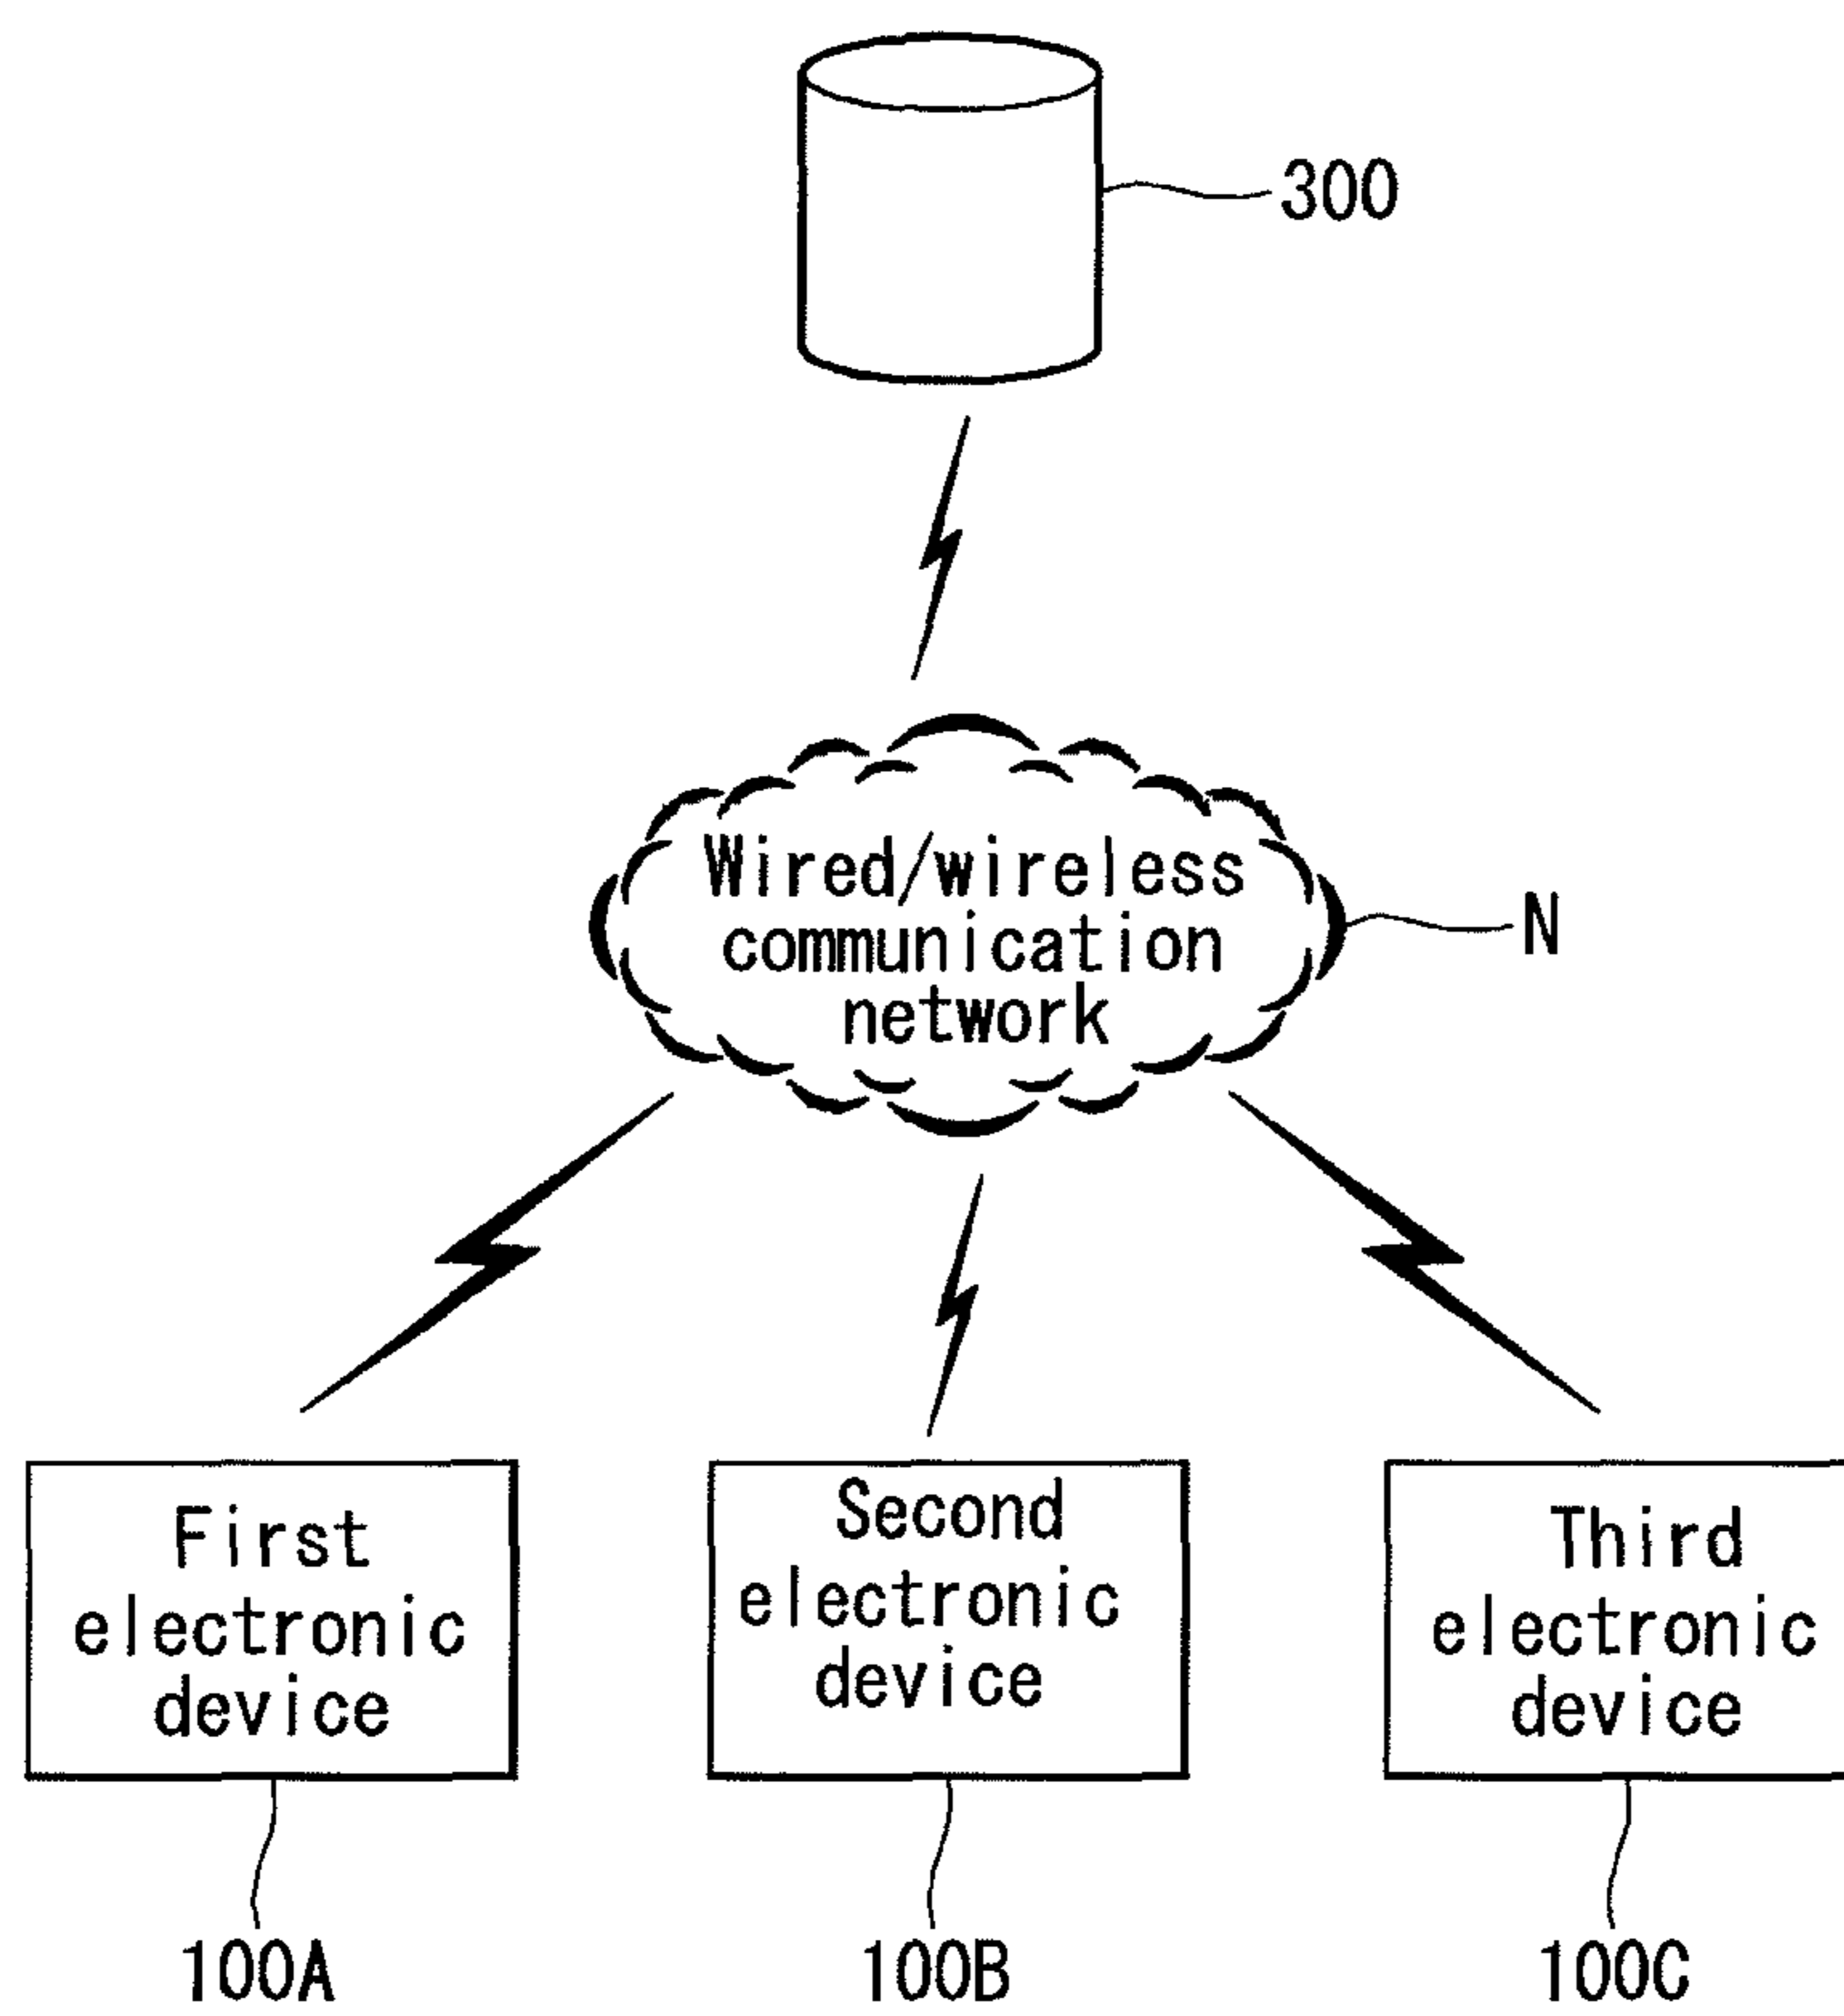 300
Wired/wireless
communication
network
N
First
electronic
device
Second
electronic
device
Third
electronic
device
100A
100B
100C